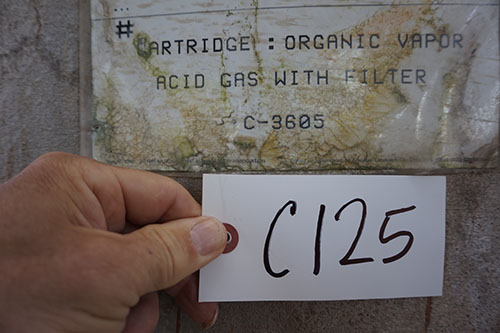 ...
#
CARTRIDGE : ORGANIC VAPOR
ACID GAS WITH FILTER
C-3605
C125